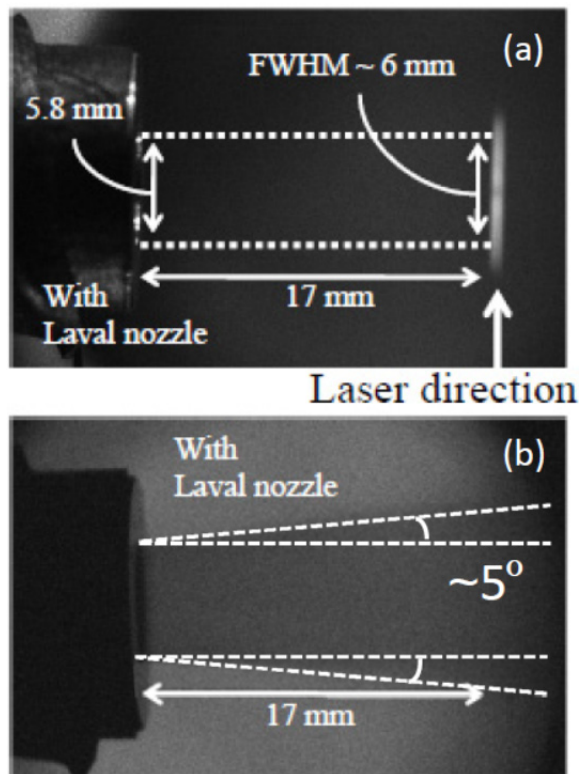 (a)
FWHM ~ 6 mm
5.8 mm
17 mm
With
Laval nozzle
Laser direction
With
Laval nozzle
(b)
~5°
17 mm